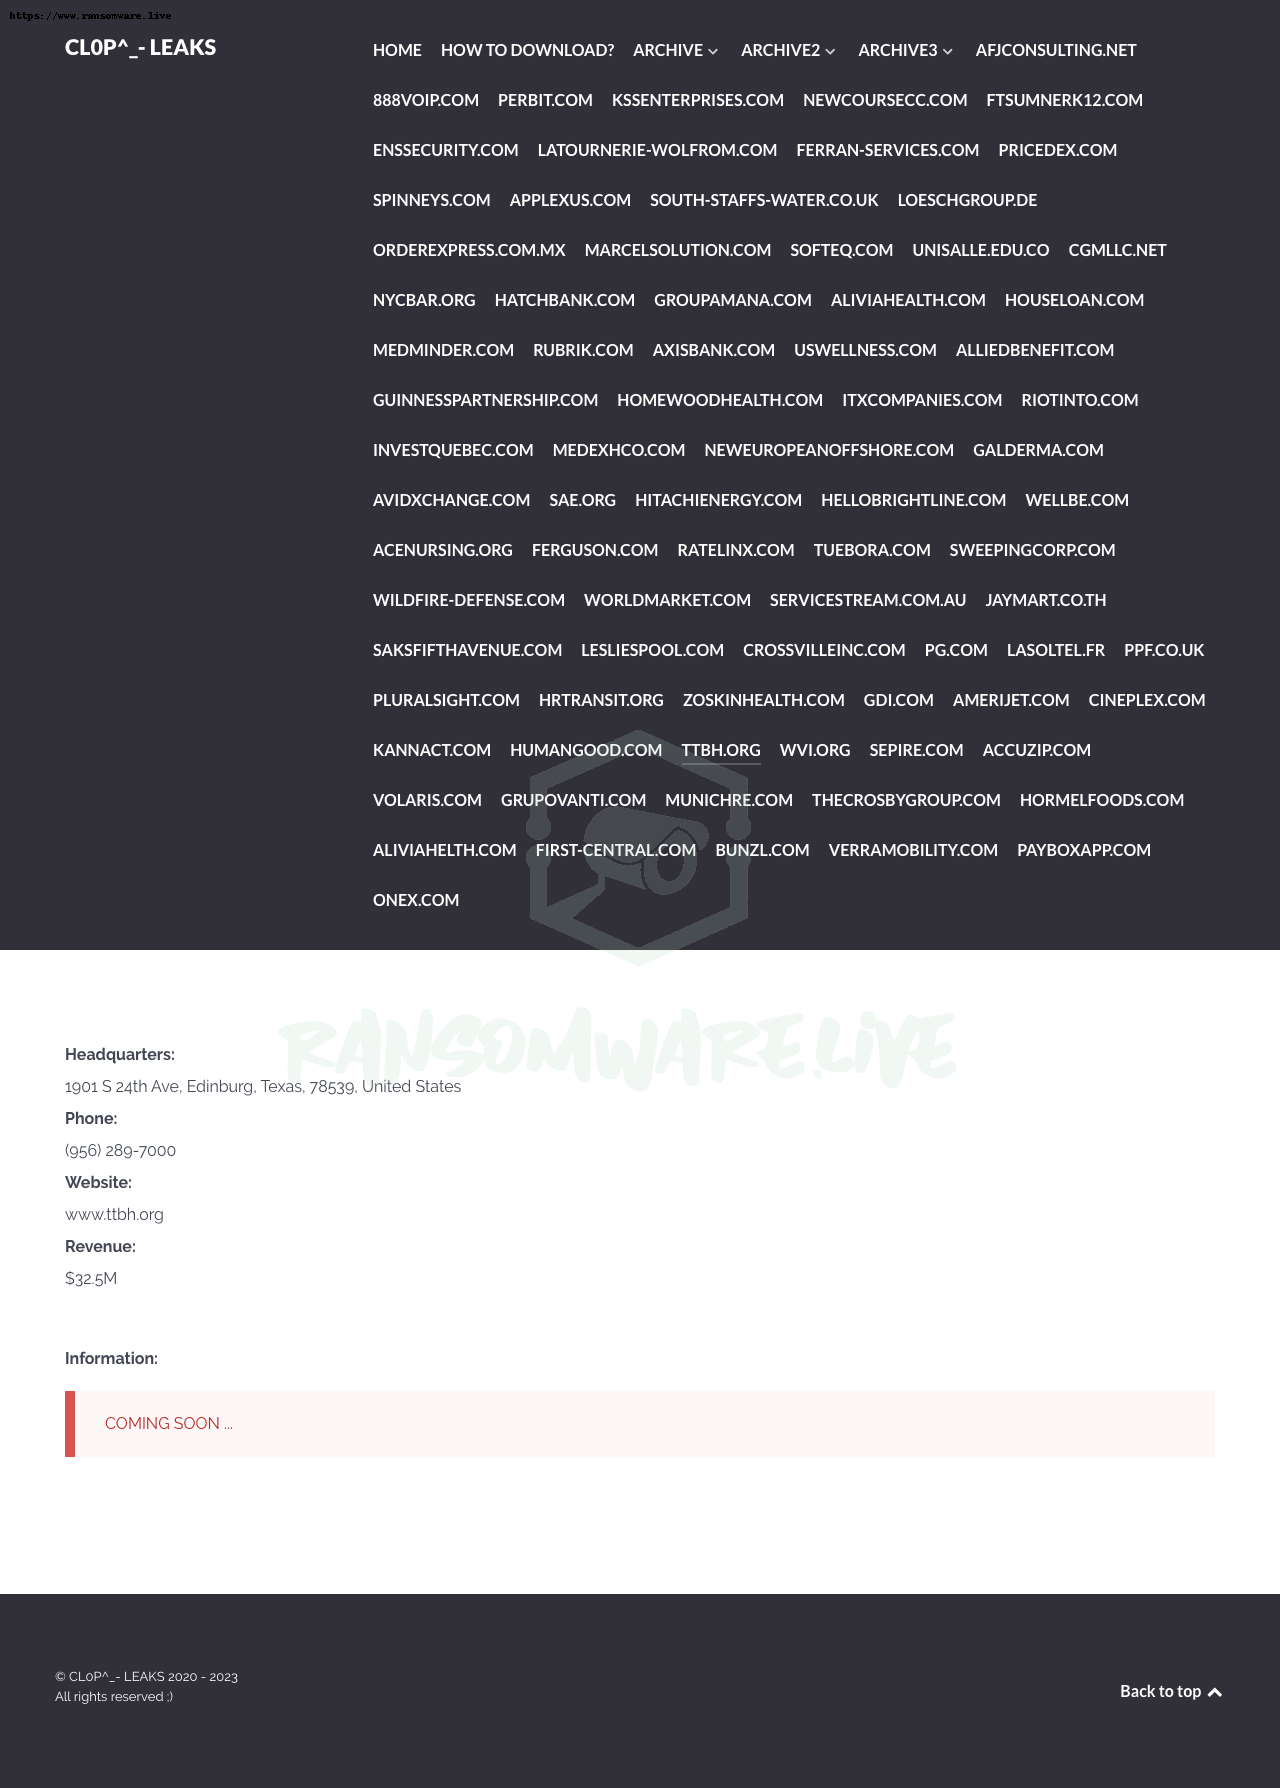 https://www.ransomware.live
CL0P^_- LEAKS
HOME HOW TO DOWNLOAD? ARCHIVE ARCHIVE2 ARCHIVE3 AFJCONSULTING.NET
888VOIP.COM PERBIT.COM KSSENTERPRISES.COM NEWCOURSECC.COM FTSUMNERK12.COM
ENSSECURITY.COM LATOURNERIE-WOLFROM.COM FERRAN-SERVICES.COM PRICEDEX.COM
SPINNEYS.COM APPLEXUS.COM SOUTH-STAFFS-WATER.CO.UK LOESCHGROUP.DE
ORDEREXPRESS.COM.MX MARCELSOLUTION.COM SOFTEQ.COM UNISALLE.EDU.CO CGMLLC.NET
NYCBAR.ORG HATCHBANK.COM GROUPAMANA.COM ALIVIAHEALTH.COM HOUSELOAN.COM
MEDMINDER.COM RUBRIK.COM AXISBANK.COM USWELLNESS.COM ALLIEDBENEFIT.COM
GUINNESSPARTNERSHIP.COM HOMEWOODHEALTH.COM ITXCOMPANIES.COM RIOTINTO.COM
INVESTQUEBEC.COM MEDEXHCO.COM NEWEUROPEANOFFSHORE.COM GALDERMA.COM
AVIDXCHANGE.COM SAE.ORG HITACHIENERGY.COM HELLOBRIGHTLINE.COM WELLBE.COM
ACENURSING.ORG FERGUSON.COM RATELINX.COM TUEBORA.COM SWEEPINGCORP.COM
WILDFIRE-DEFENSE.COM WORLDMARKET.COM SERVICESTREAM.COM.AU JAYMART.CO.TH
SAKSFIFTHAVENUE.COM LESLIESPOOL.COM CROSSVILLEINC.COM PG.COM LASOLTEL.FR PPF.CO.UK
PLURALSIGHT.COM HRTRANSIT.ORG ZOSKINHEALTH.COM GDI.COM AMERIJET.COM CINEPLEX.COM
KANNACT.COM HUMANGOOD.COM TTBH.ORG WVI.ORG SEPIRE.COM ACCUZIP.COM
VOLARIS.COM GRUPOVANTI.COM MUNICHRE.COM THECROSBYGROUP.COM HORMELFOODS.COM
ALIVIAHELTH.COM FIRST-CENTRAL.COM BUNZL.COM VERRAMOBILITY.COM PAYBOXAPP.COM
ONEX.COM
RANSOMWARE.LIVE
Headquarters:
1901 S 24th Ave, Edinburg, Texas, 78539, United States
Phone:
(956) 289-7000
Website:
www.ttbh.org
Revenue:
$32.5M
Information:
COMING SOON ...
© CL0P^_- LEAKS 2020 - 2023
All rights reserved ;)
Back to top